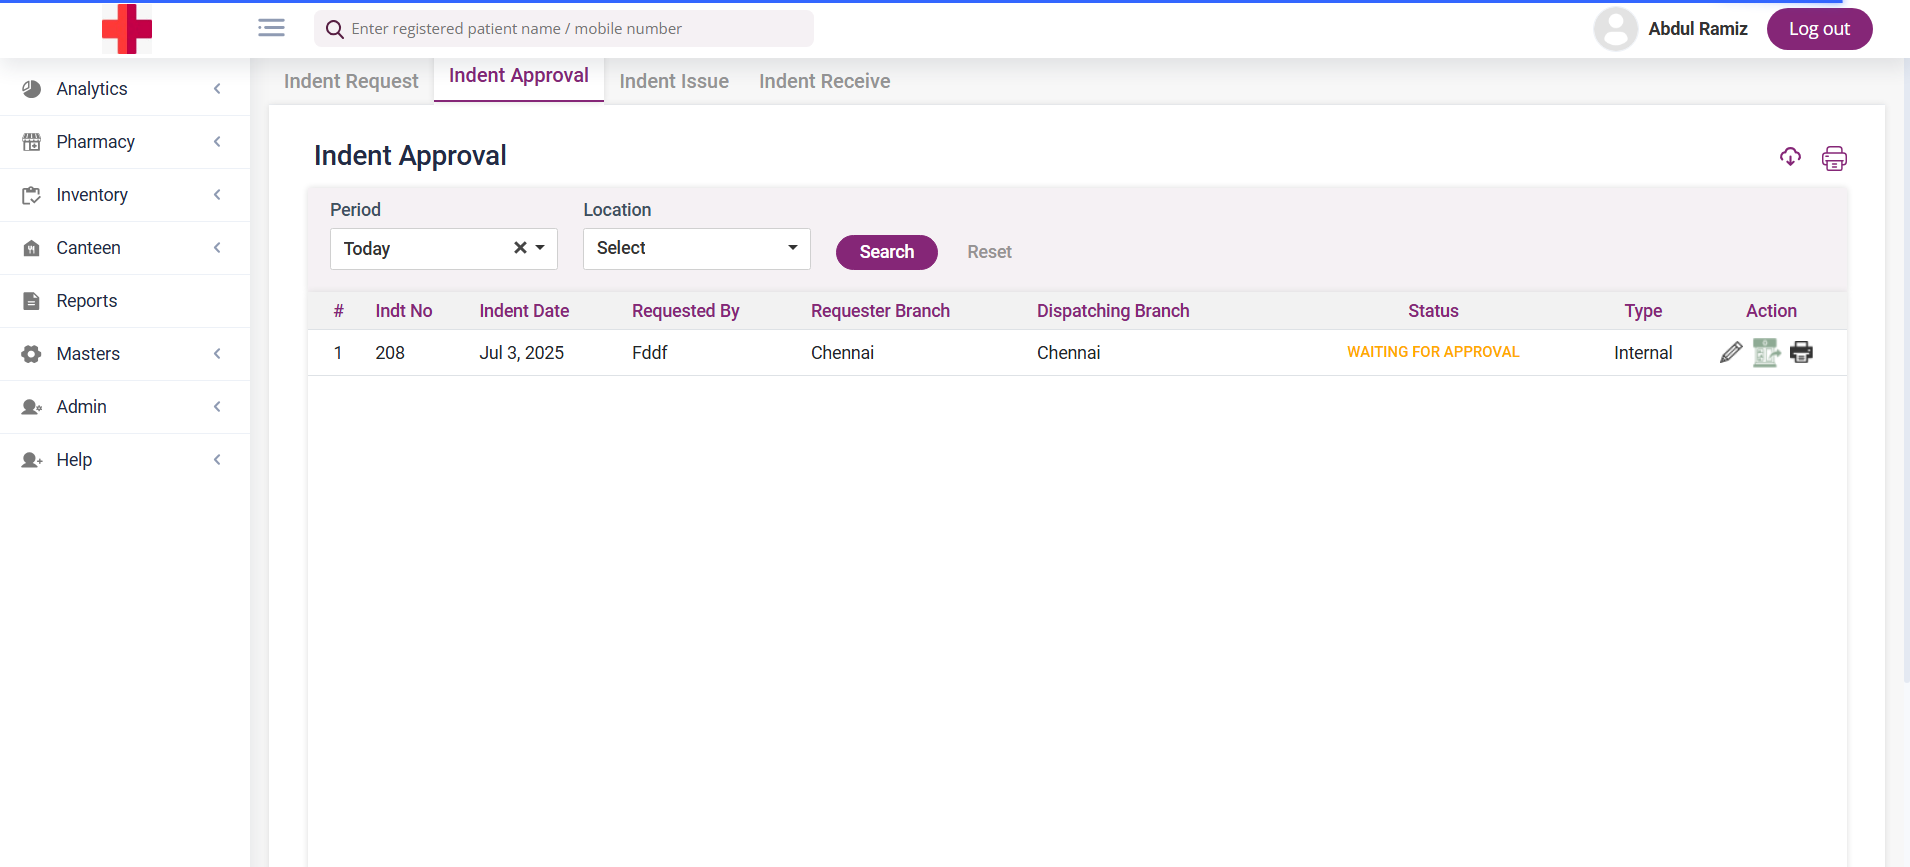 Enter registered patient name / mobile number
Abdul Ramiz
Log out
Analytics
Pharmacy
Inventory
Canteen
Reports
Masters
Admin
Help
Indent Request
Indent Approval
Indent Issue
Indent Receive
Indent Approval
Period
Location
Today
Select
Search
Reset
# Indt No Indent Date Requested By Requester Branch Dispatching Branch Status Type Action
1 208 Jul 3, 2025 Fddf Chennai Chennai WAITING FOR APPROVAL Internal